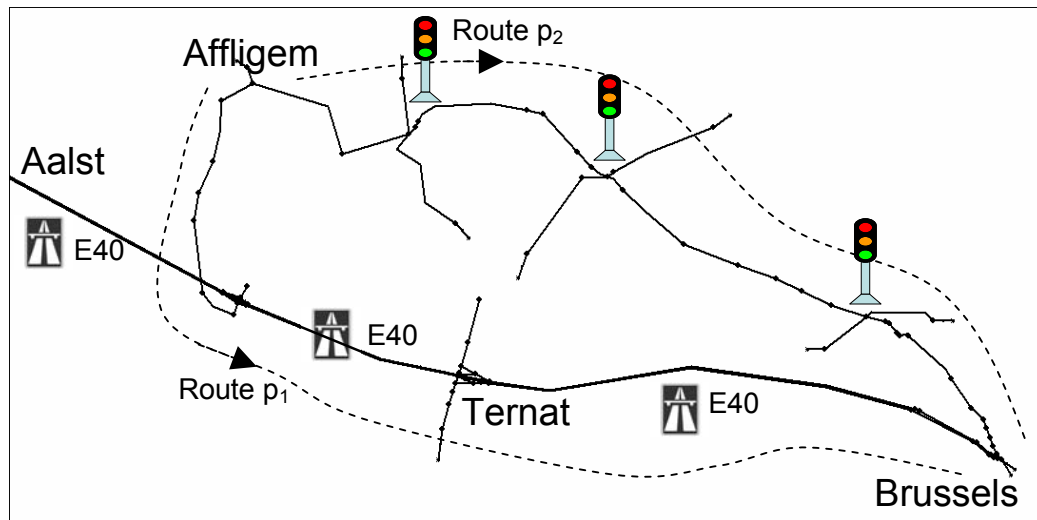 Route p2
Affligem
Aalst
E40
E40
Route p1
Ternat
E40
Brussels